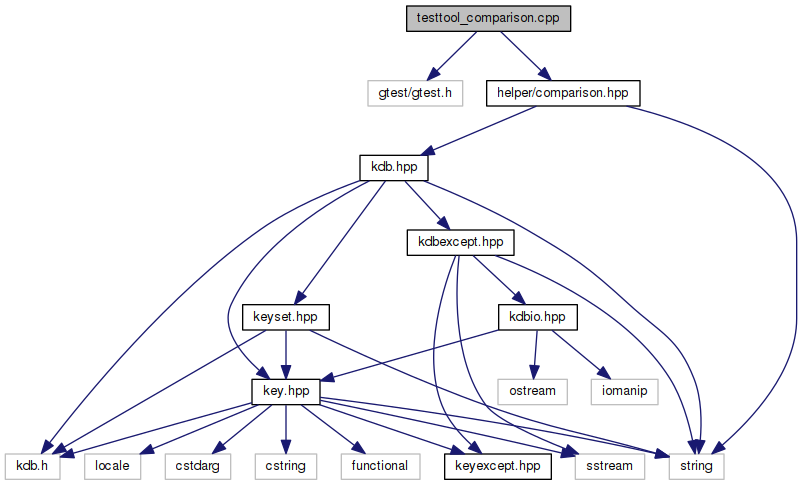 testtool_comparison.cpp
gtest/gtest.h
helper/comparison.hpp
kdb.hpp
kdbexcept.hpp
keyset.hpp
kdbio.hpp
key.hpp
ostream
iomanip
kdb.h
locale
cstdarg
cstring
functional
keyexcept.hpp
sstream
string